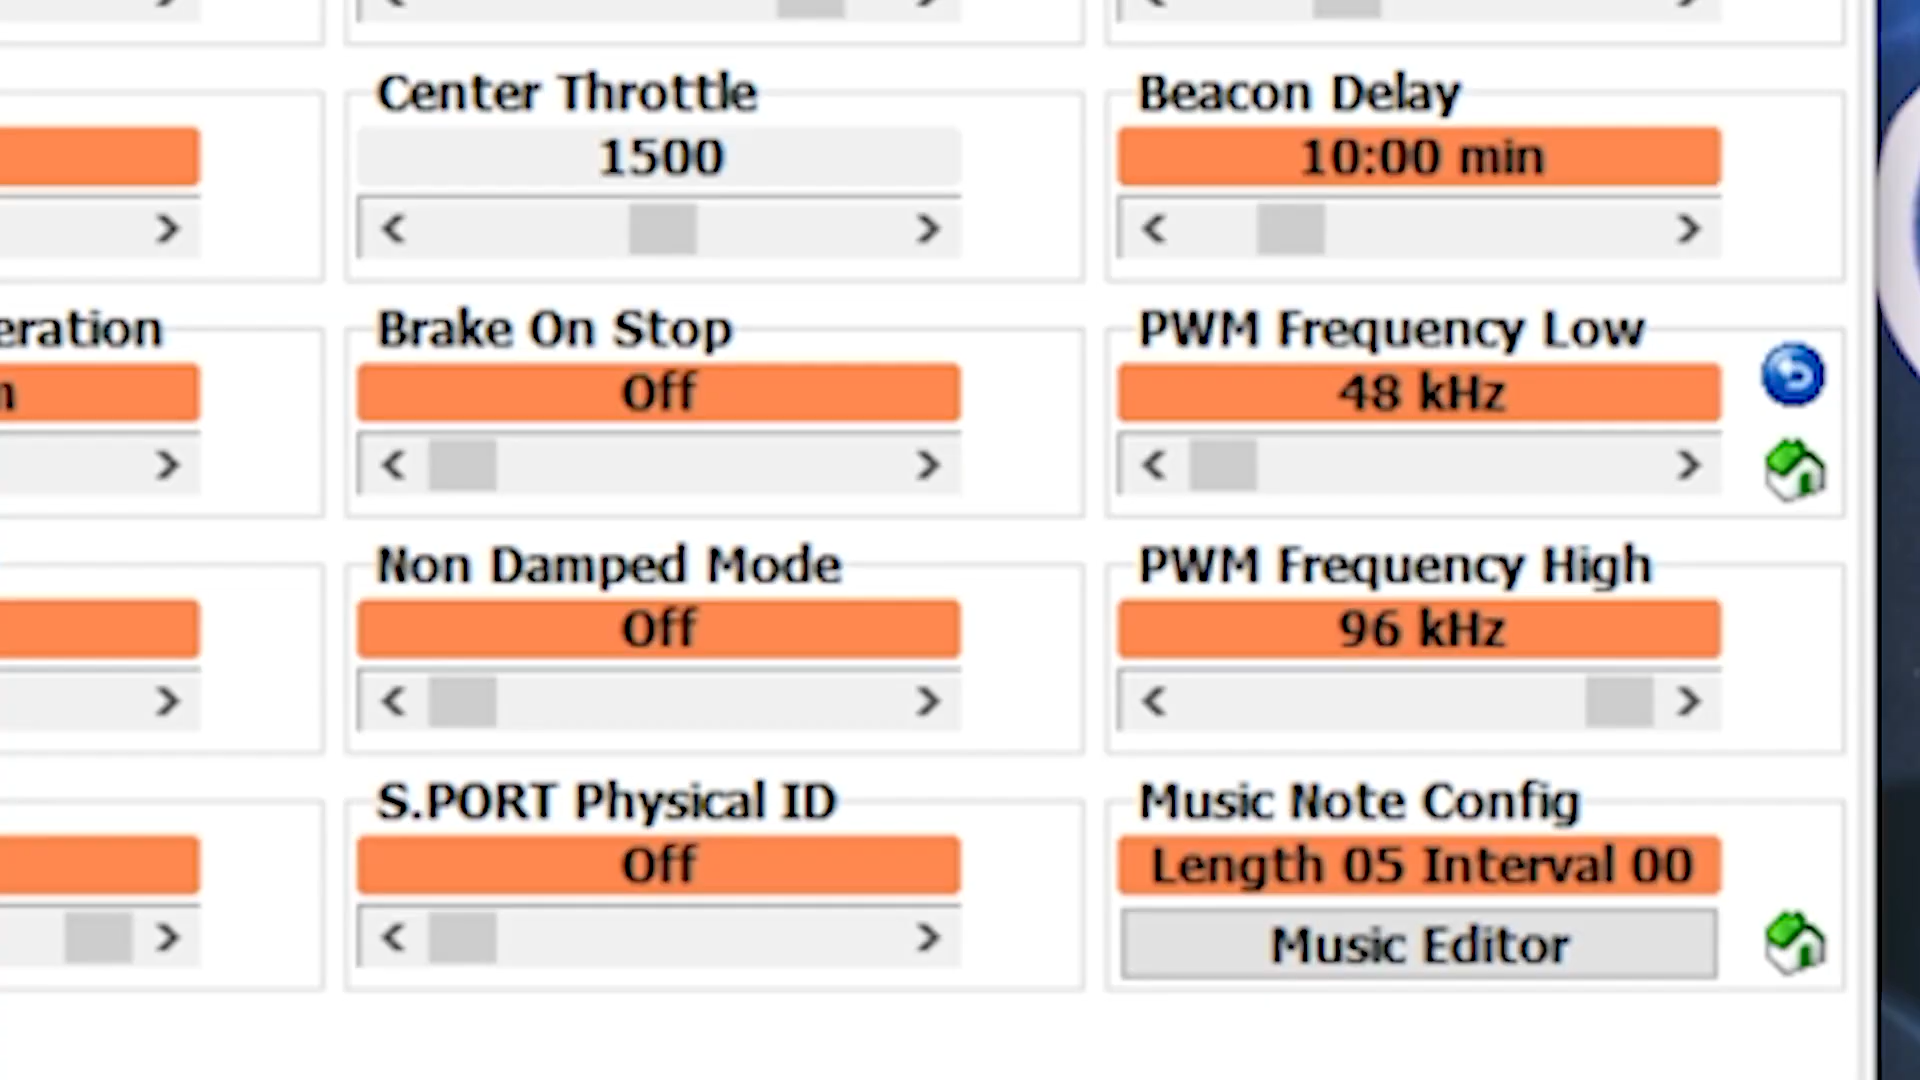 Center Throttle
1500
Beacon Delay
10:00 min
eration
Brake On Stop
Off
PWM Frequency Low
48 kHz
Non Damped Mode
Off
PWM Frequency High
96 kHz
S.PORT Physical ID
Off
Music Note Config
Length 05 Interval 00
Music Editor